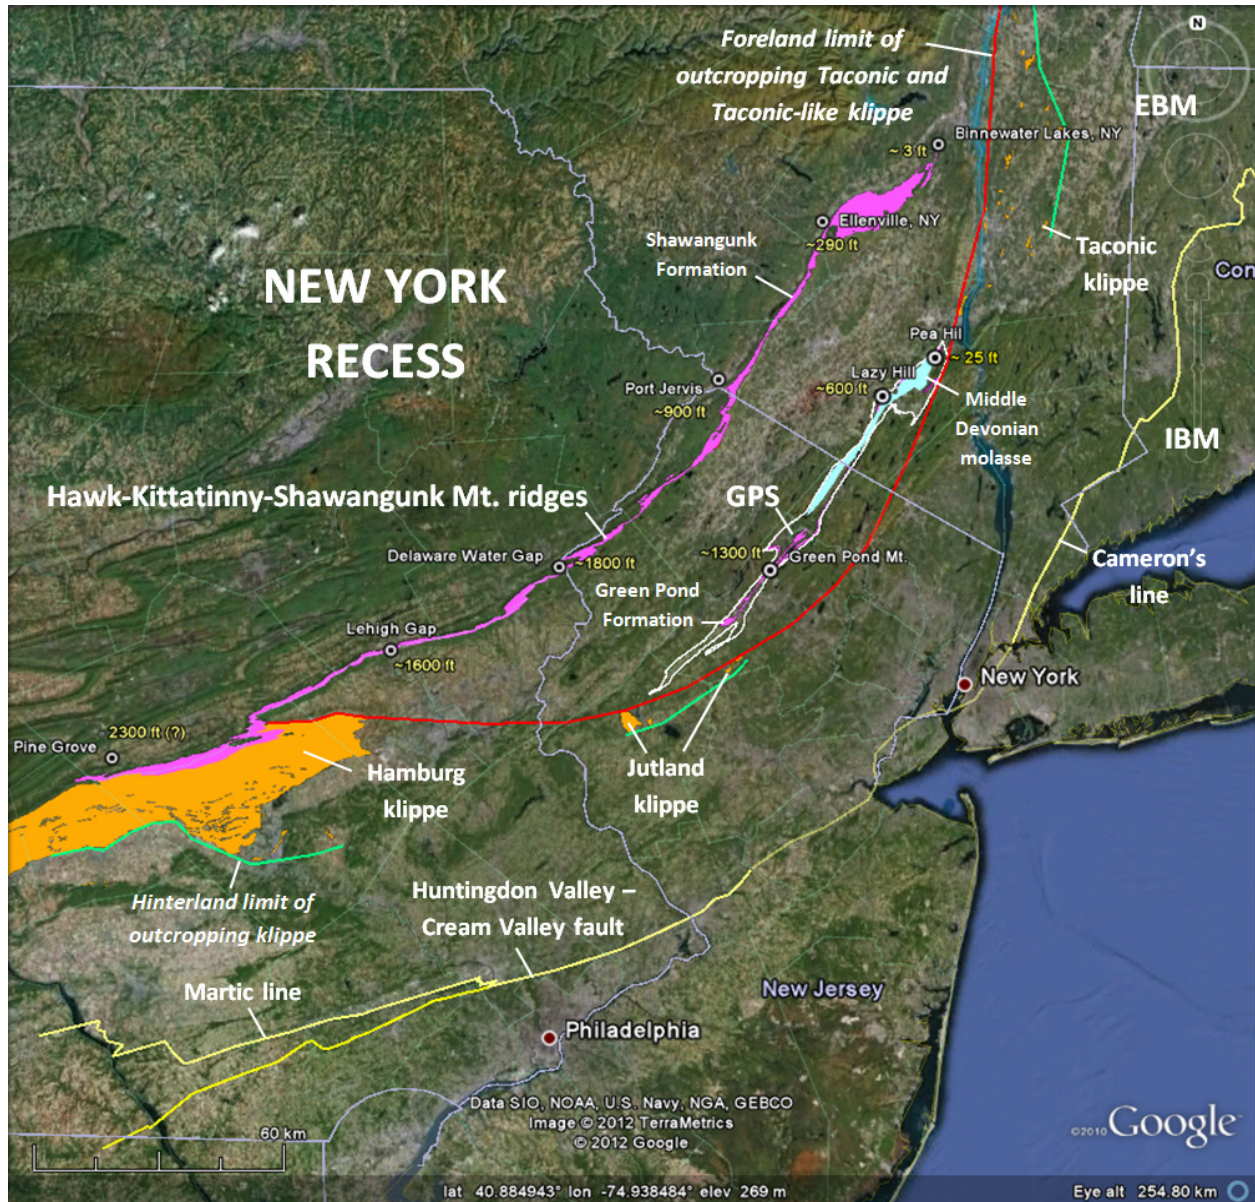 N
Foreland limit of
outcropping Taconic and
Taconic-like klippe
EBM
Binnewater Lakes, NY
~ 3 ft
Ellenville, NY
~290 ft
Shawangunk
Formation
Taconic
klippe
Con
NEW YORK
RECESS
Pea Hil
~ 25 ft
Lazy Hill
~600 ft
Port Jervis
~900 ft
Middle
Devonian
molasse
IBM
Hawk-Kittatinny-Shawangunk Mt. ridges
GPS
Delaware Water Gap
~1800 ft
~1300 ft
Green Pond Mt.
Cameron's
line
Green Pond
Formation
Lehigh Gap
~1600 ft
New York
2300 ft (?)
Pine Grove
Hamburg
klippe
Jutland
klippe
Hinterland limit of
outcropping klippe
Huntingdon Valley –
Cream Valley fault
Martic line
New Jersey
Philadelphia
Data SIO, NOAA, U.S. Navy, NGA, GEBCO
Image © 2012 TerraMetrics
© 2012 Google
60 km
©2010 Google
lat 40.884943° lon -74.938484° elev 269 m
Eye alt 254.80 km